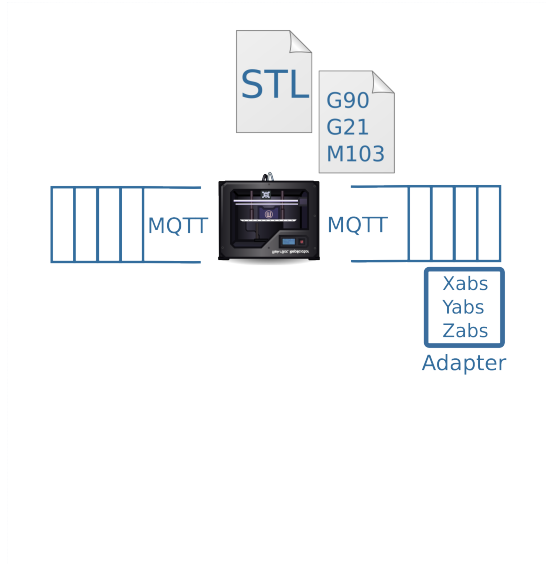 STL
G90
G21
M103
MQTT
MQTT
Xabs
Yabs
Zabs
Adapter